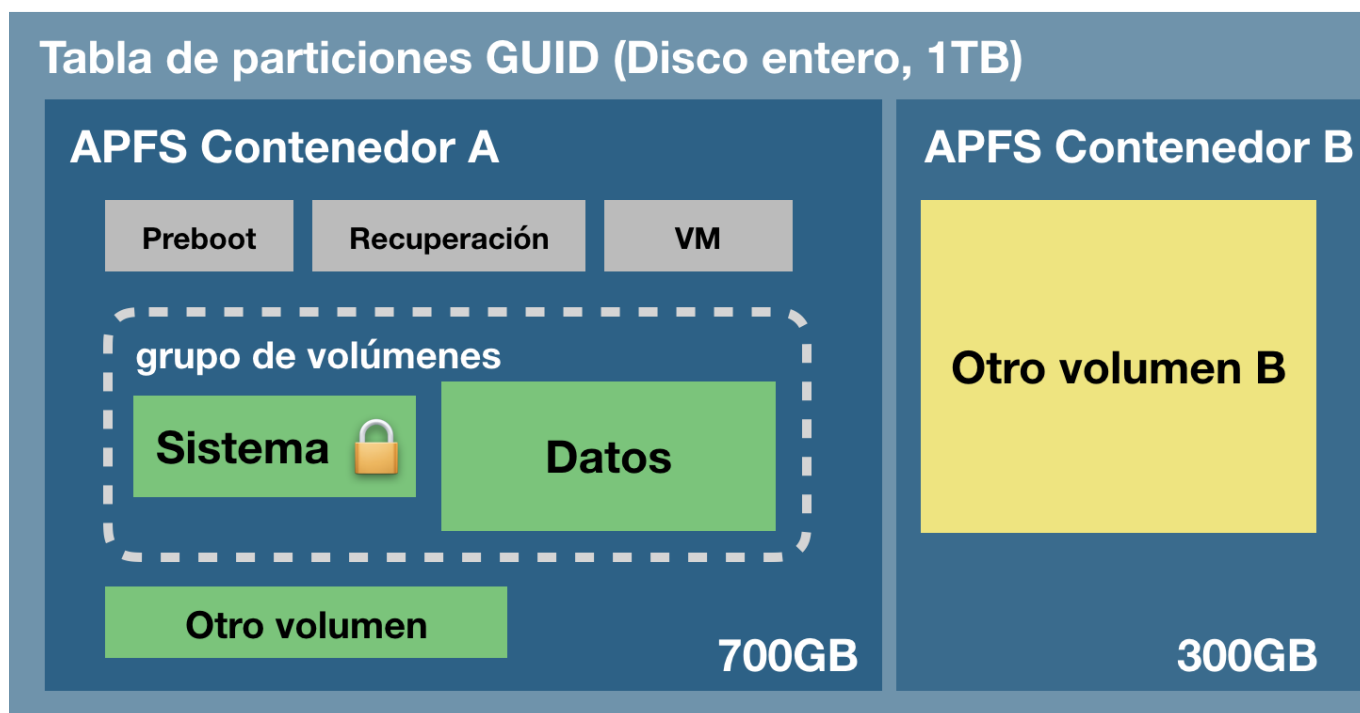 Tabla de particiones GUID (Disco entero, 1TB)
APFS Contenedor A
Preboot
Recuperación
VM
grupo de volúmenes
Sistema
Datos
Otro volumen
700GB
APFS Contenedor B
Otro volumen B
300GB